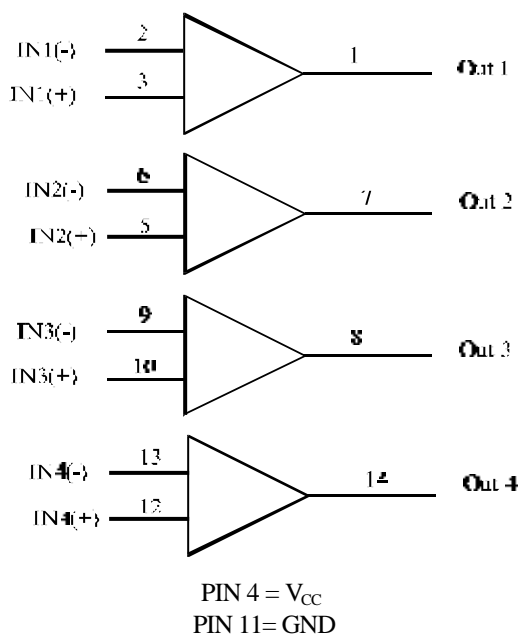 IN1(-) 2
1 Out 1
IN1(+) 3
IN2(-) 6
7 Out 2
IN2(+) 5
IN3(-) 9
8 Out 3
IN3(+) 10
IN4(-) 13
Out 4
IN4(+) 12
PIN 4 = VCC
PIN 11= GND